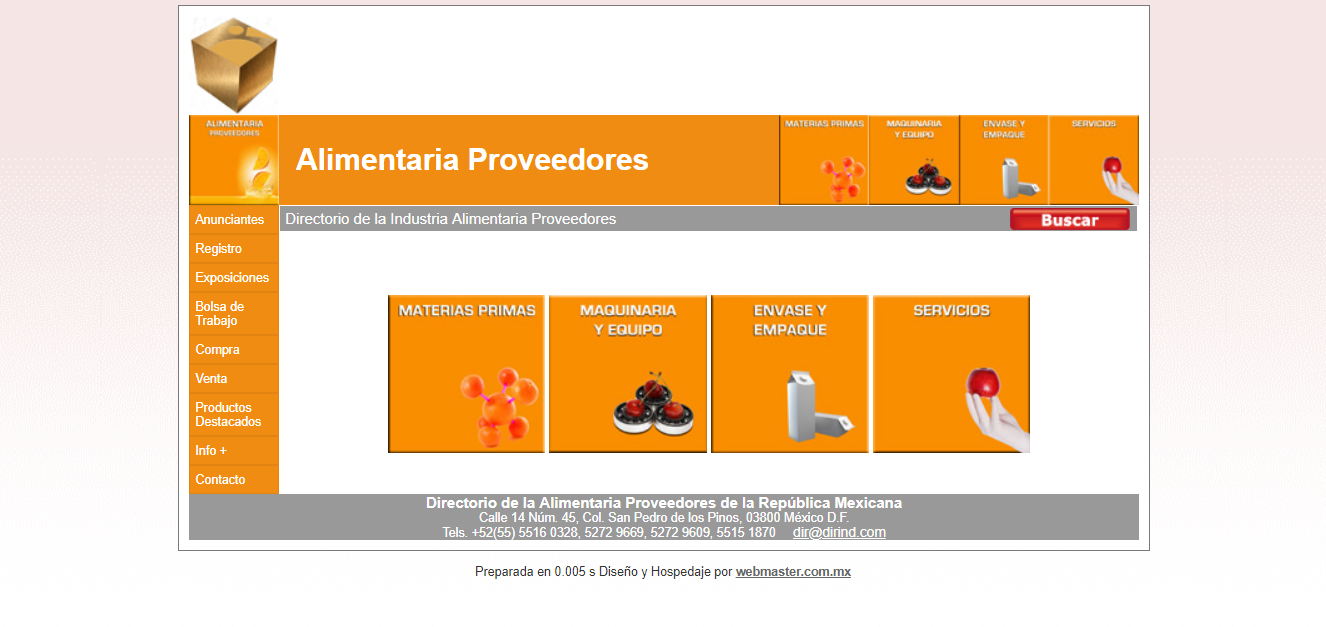 ALIMENTARIA
PROVEEDORES
Alimentaria Proveedores
MATERIAS PRIMAS
MAQUINARIA
Y EQUIPO
ENVASE Y
EMPAQUE
SERVICIOS
Directorio de la Industria Alimentaria Proveedores
Buscar
Anunciantes
Registro
Exposiciones
Bolsa de
Trabajo
Compra
Venta
Productos
Destacados
Info +
Contacto
MATERIAS PRIMAS
MAQUINARIA
Y EQUIPO
ENVASE Y
EMPAQUE
SERVICIOS
Directorio de la Alimentaria Proveedores de la República Mexicana
Calle 14 Núm. 45, Col. San Pedro de los Pinos, 03800 México D.F.
Tels. +52(55) 5516 0328, 5272 9669, 5272 9609, 5515 1870 dir@dirind.com
Preparada en 0.005 s Diseño y Hospedaje por webmaster.com.mx